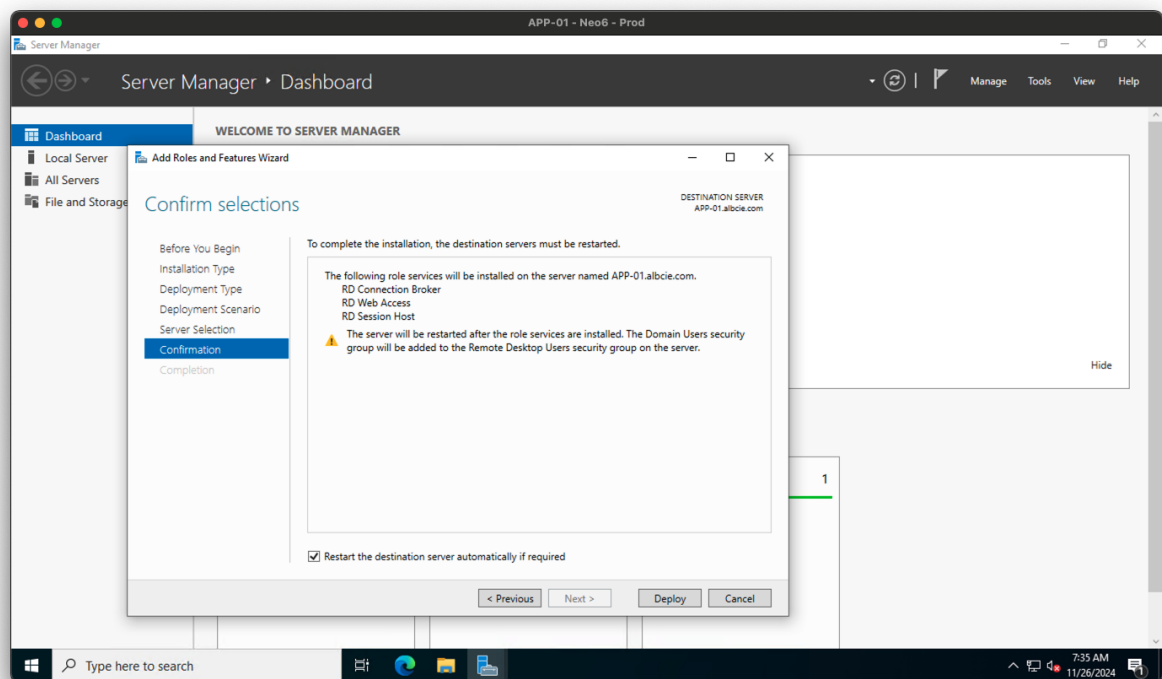 APP-01 - Neo6 - Prod
Server Manager
Server Manager ‣ Dashboard
Manage
Tools
View
Help
Dashboard
Local Server
All Servers
File and Storage
WELCOME TO SERVER MANAGER
Add Roles and Features Wizard
Confirm selections
DESTINATION SERVER
APP-01.albcie.com
Before You Begin
Installation Type
Deployment Type
Deployment Scenario
Server Selection
Confirmation
Completion
To complete the installation, the destination servers must be restarted.
The following role services will be installed on the server named APP-01.albcie.com.
RD Connection Broker
RD Web Access
RD Session Host
The server will be restarted after the role services are installed. The Domain Users security
group will be added to the Remote Desktop Users security group on the server.
Restart the destination server automatically if required
< Previous
Next >
Deploy
Cancel
Hide
1
Type here to search
7:35 AM
11/26/2024
1